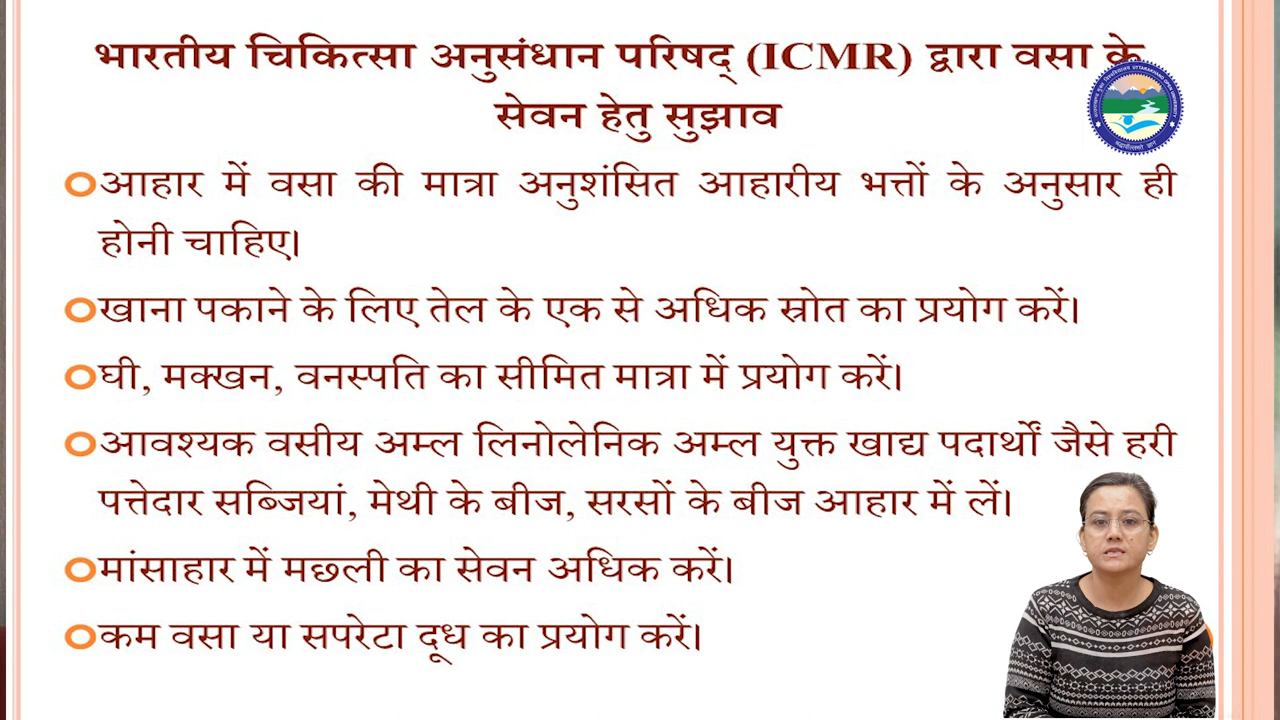 भारतीय चिकित्सा अनुसंधान परिषद् (ICMR) द्वारा वसा के
सेवन हेतु सुझाव
आहार में वसा की मात्रा अनुशंसित आहारीय भत्तों के अनुसार ही
होनी चाहिए।
खाना पकाने के लिए तेल के एक से अधिक स्रोत का प्रयोग करें।
घी, मक्खन, वनस्पति का सीमित मात्रा में प्रयोग करें।
आवश्यक वसीय अम्ल लिनोलेनिक अम्ल युक्त खाद्य पदार्थों जैसे हरी
पत्तेदार सब्जियां, मेथी के बीज, सरसों के बीज आहार में लें।
मांसाहार में मछली का सेवन अधिक करें।
कम वसा या सपरेटा दूध का प्रयोग करें।